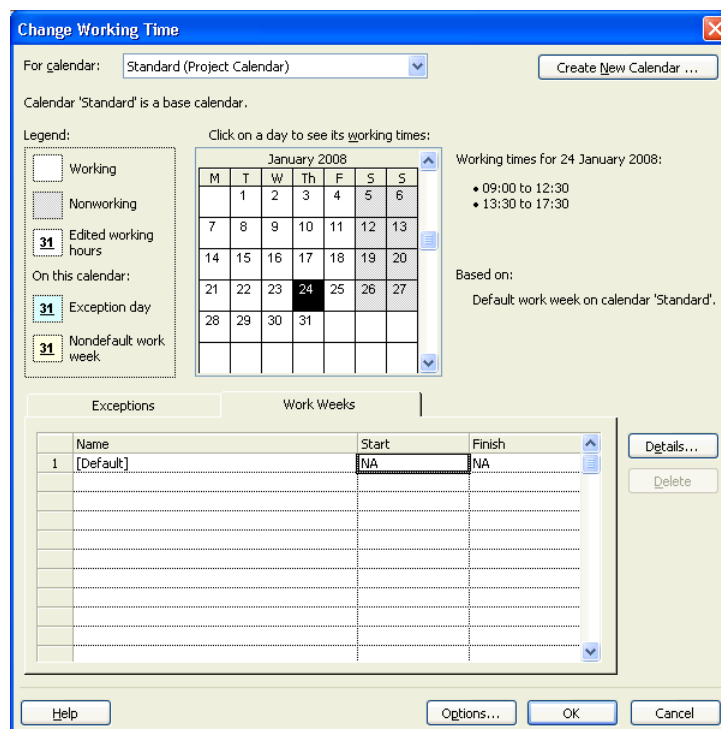 Change Working Time
For calendar: Standard (Project Calendar) Create New Calendar ...
Calendar 'Standard' is a base calendar.
Legend:
Working
Nonworking
31 Edited working hours
On this calendar:
31 Exception day
31 Nondefault work week
Click on a day to see its working times:
January 2008
M T W Th F S S
1 2 3 4 5 6
7 8 9 10 11 12 13
14 15 16 17 18 19 20
21 22 23 24 25 26 27
28 29 30 31
Working times for 24 January 2008:
• 09:00 to 12:30
• 13:30 to 17:30
Based on:
Default work week on calendar 'Standard'.
Exceptions Work Weeks
Name Start Finish
1 [Default] NA NA
Details...
Delete
Help Options... OK Cancel